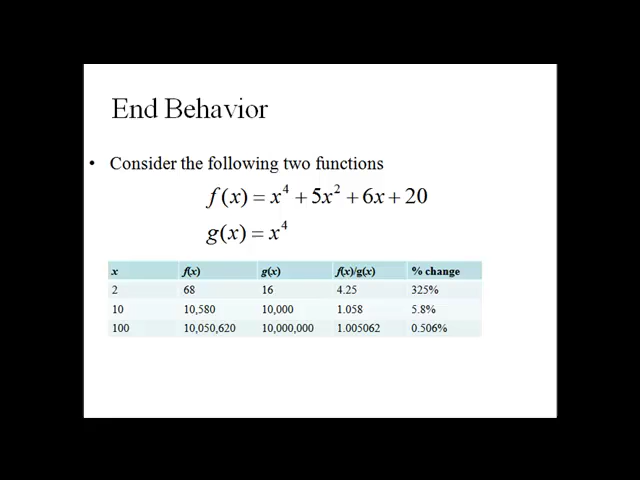 End Behavior
• Consider the following two functions
f(x) = x⁴ + 5x² + 6x + 20
g(x) = x⁴
x f(x) g(x) f(x)/g(x) % change
2 68 16 4.25 325%
10 10,580 10,000 1.058 5.8%
100 10,050,620 10,000,000 1.005062 0.506%